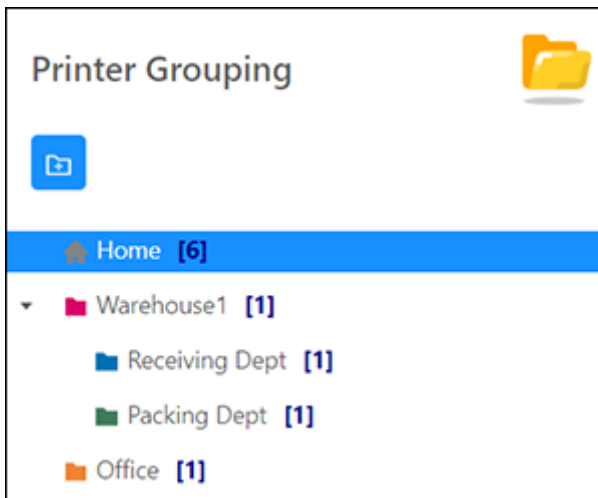 Printer Grouping
Home [6]
Warehouse1 [1]
Receiving Dept [1]
Packing Dept [1]
Office [1]